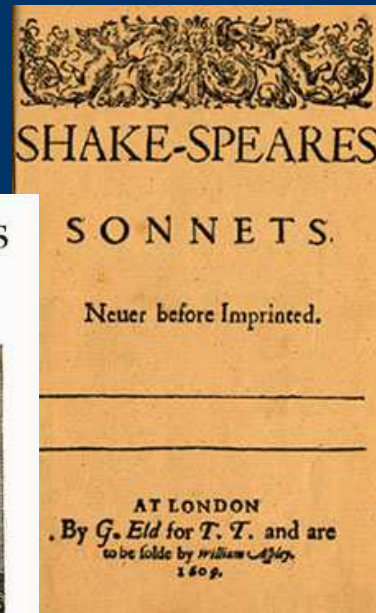 SHAKE-SPEARES
SONNETS.
Neuer before Imprinted.
AT LONDON
By G. Eld for T. T. and are
to be solde by William Aspley.
1609.
S